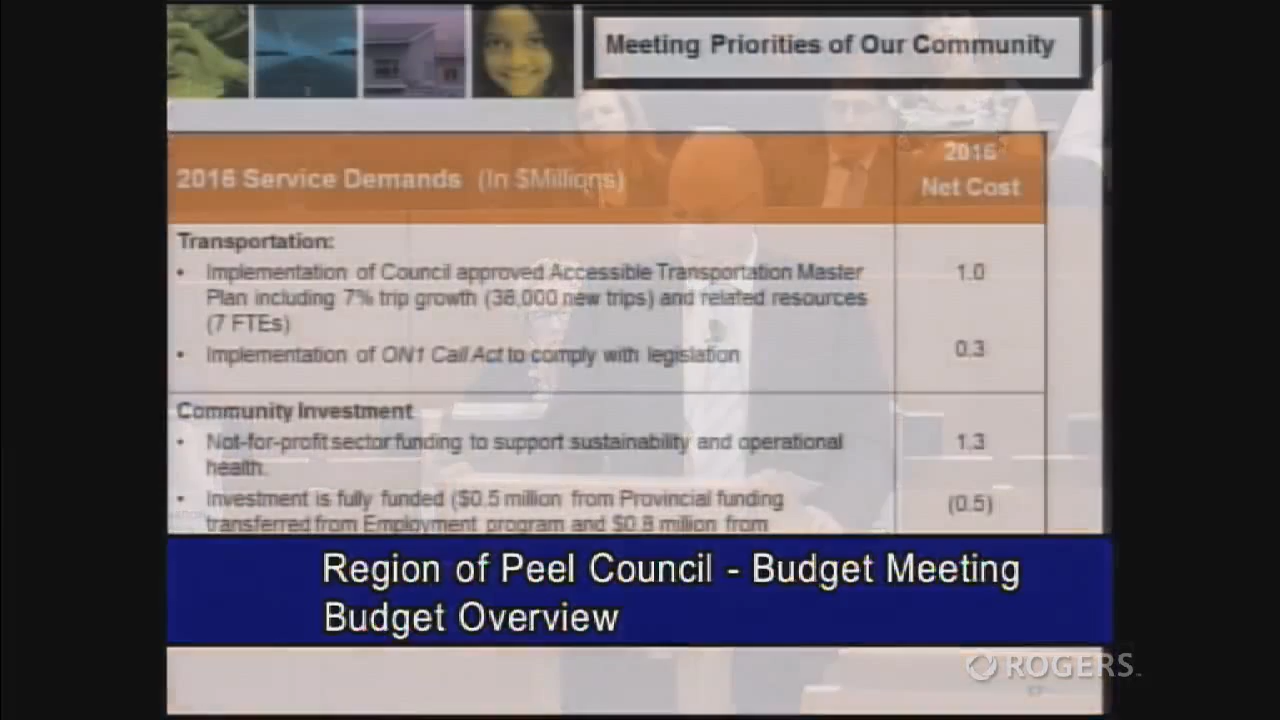 Meeting Priorities of Our Community
2016 Service Demands (In $Millions)
2016
Net Cost
Transportation:
• Implementation of Council approved Accessible Transportation Master
Plan including 7% trip growth (38,000 new trips) and related resources
(7 FTEs)
1.0
• Implementation of ON1 Call Act to comply with legislation
0.3
Community Investment
• Not-for-profit sector funding to support sustainability and operational
health.
1.3
• Investment is fully funded ($0.5 million from Provincial funding
transferred from Employment program and $0.8 million from
(0.5)
Region of Peel Council - Budget Meeting
Budget Overview
ROGERS™